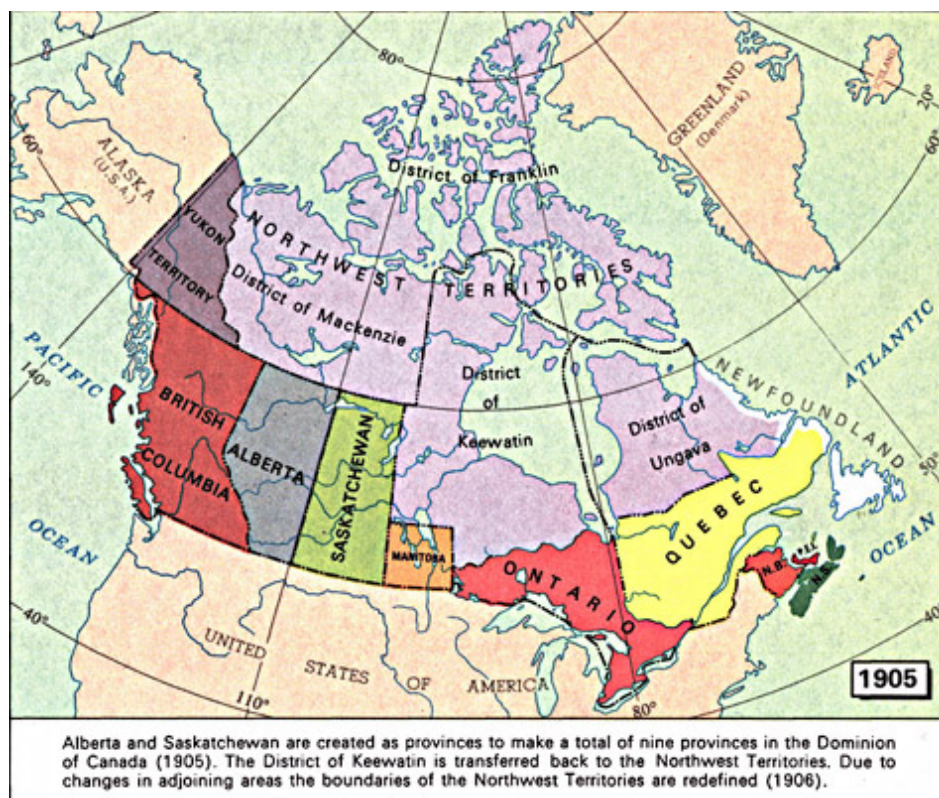 80°
ICELAND
20°
GREENLAND
(Denmark)
60°
60°
ALASKA
(U.S.A.)
District of Franklin
YUKON
TERRITORY
NORTHWEST TERRITORIES
District of Mackenzie
PACIFIC
140°
ATLANTIC
District
of
Keewatin
NEWFOUNDLAND
District of
Ungava
BRITISH
COLUMBIA
ALBERTA
SASKATCHEWAN
MANITOBA
50°
QUEBEC
OCEAN
OCEAN
ONTARIO
P.E.I.
N.B.
N.S.
40°
40°
UNITED STATES OF AMERICA
110°
80°
1905
Alberta and Saskatchewan are created as provinces to make a total of nine provinces in the Dominion
of Canada (1905). The District of Keewatin is transferred back to the Northwest Territories. Due to
changes in adjoining areas the boundaries of the Northwest Territories are redefined (1906).